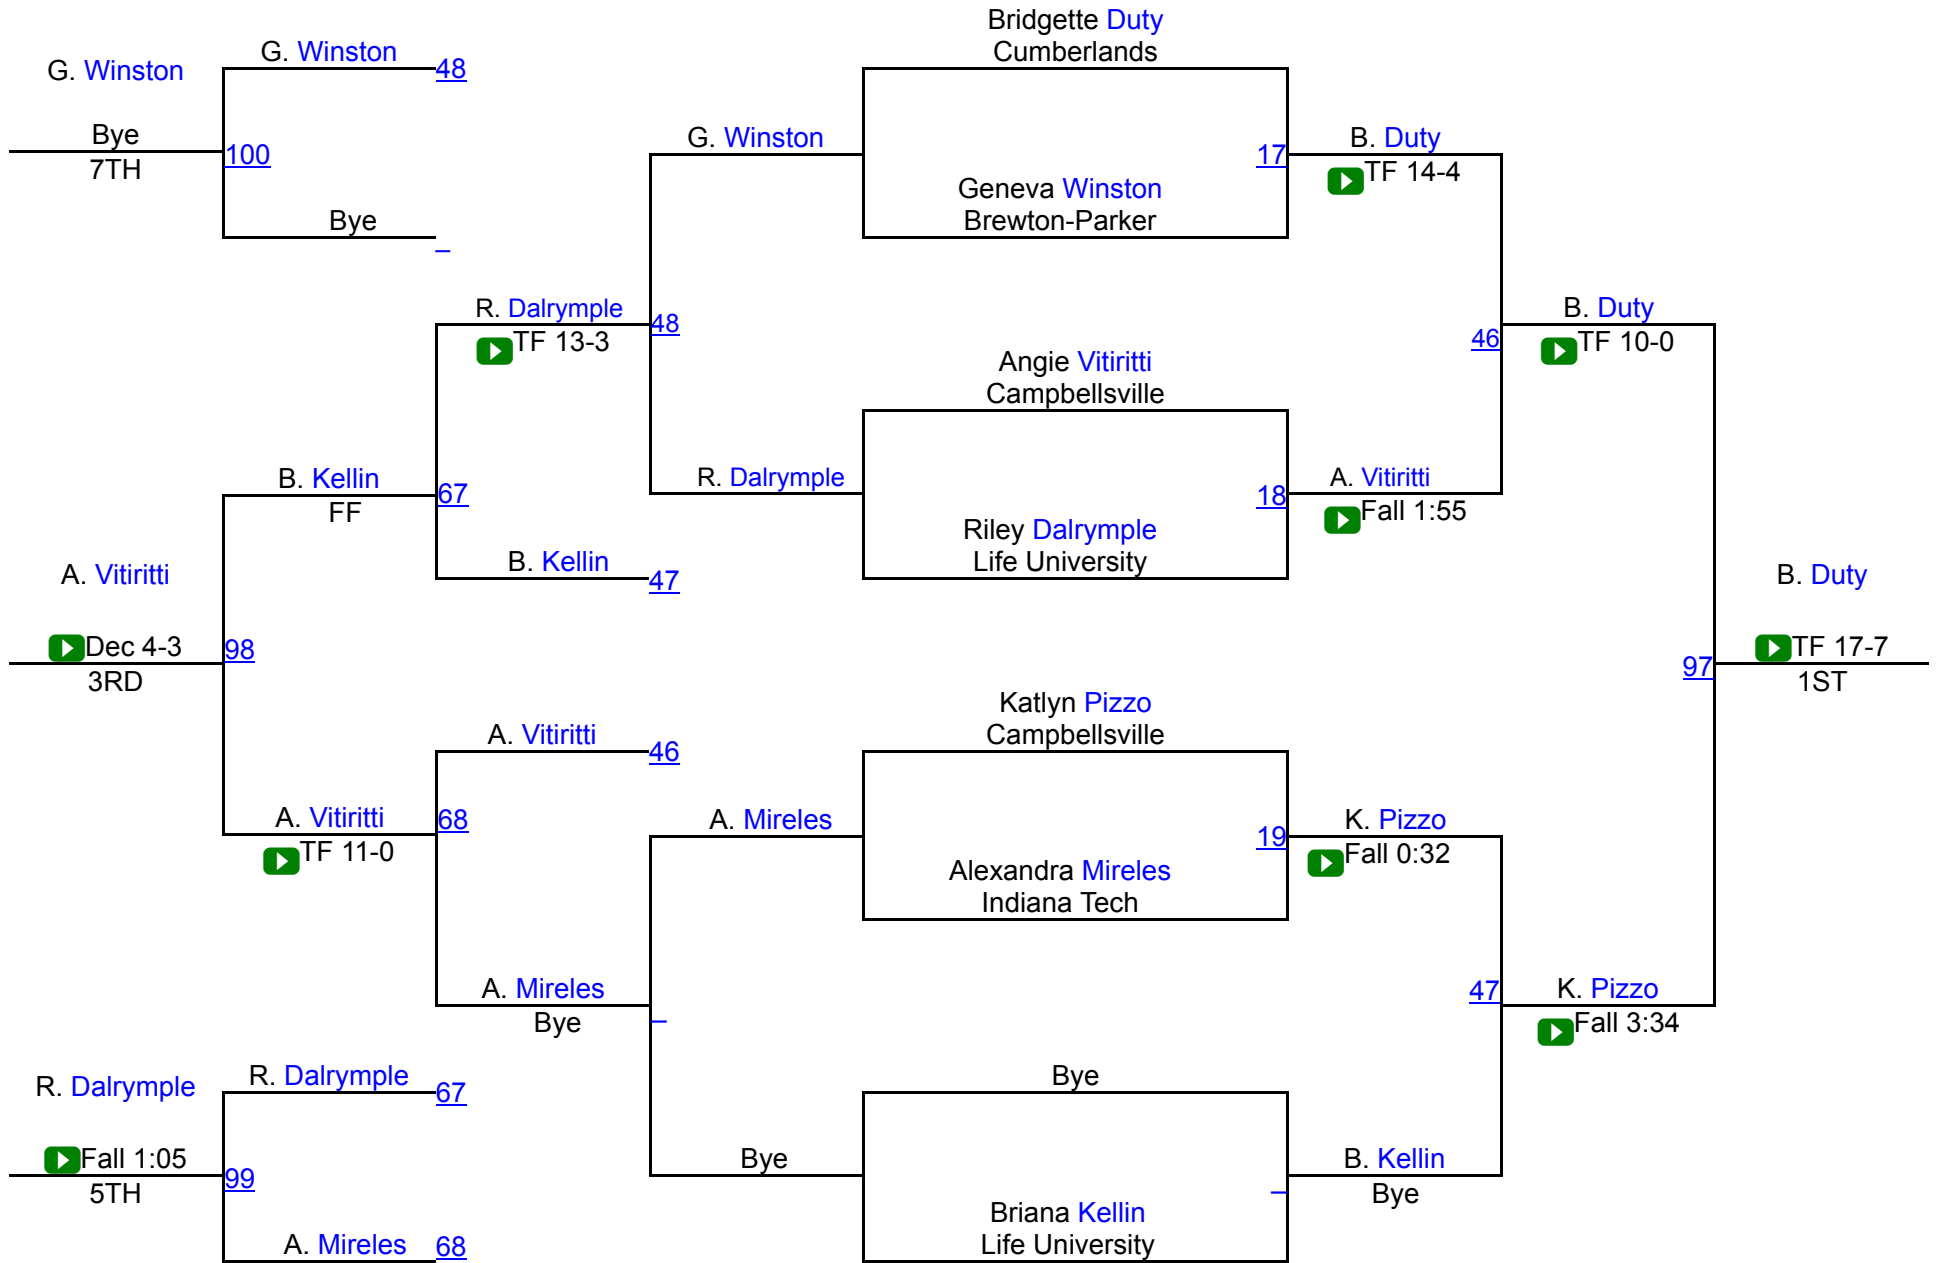 Bridgette Duty
Cumberlands
G. Winston
G. Winston
48
Bye
7TH
100
Bye
_
G. Winston
17
Geneva Winston
Brewton-Parker
B. Duty
TF 14-4
R. Dalrymple
TF 13-3
48
Angie Vitiritti
Campbellsville
46
B. Duty
TF 10-0
B. Kellin
FF
67
R. Dalrymple
18
A. Vitiritti
Fall 1:55
Riley Dalrymple
Life University
B. Kellin
47
A. Vitiritti
Dec 4-3
3RD
98
B. Duty
TF 17-7
1ST
97
Katlyn Pizzo
Campbellsville
A. Vitiritti
46
A. Vitiritti
TF 11-0
68
A. Mireles
19
K. Pizzo
Fall 0:32
Alexandra Mireles
Indiana Tech
A. Mireles
Bye
_
47
K. Pizzo
Fall 3:34
R. Dalrymple
R. Dalrymple
67
Bye
Fall 1:05
5TH
99
Bye
B. Kellin
Bye
_
Briana Kellin
Life University
A. Mireles
68